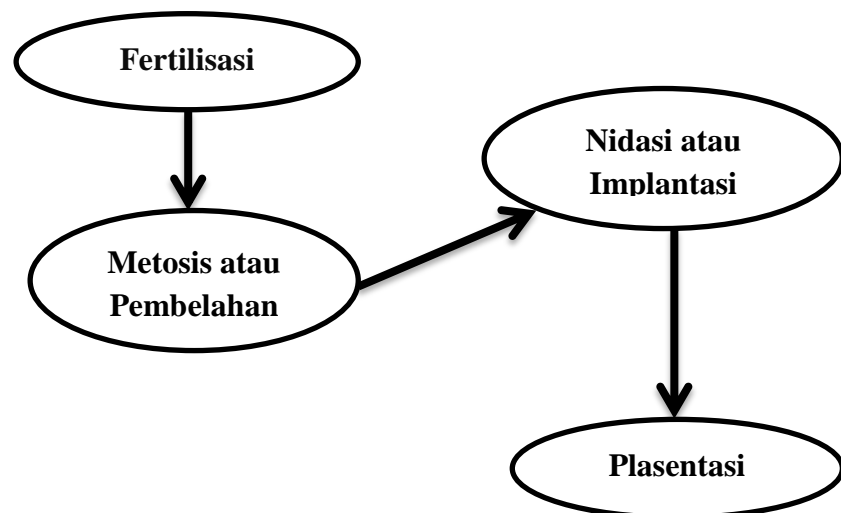 Fertilisasi
Metosis atau
Pembelahan
Nidasi atau
Implantasi
Plasentasi